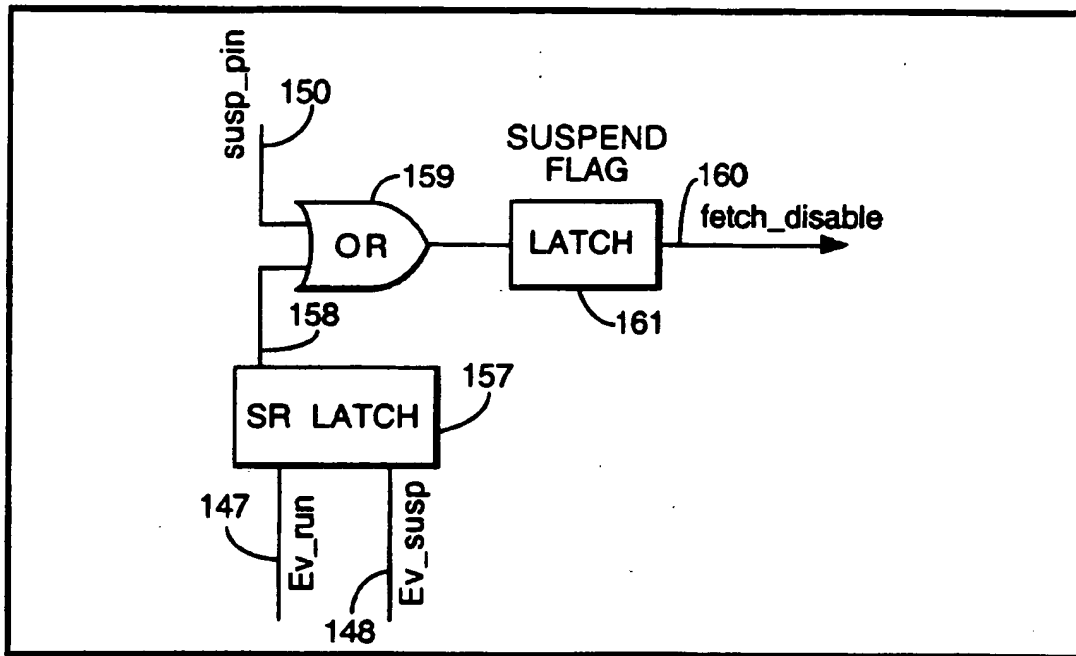 susp_pin
150
159
OR
SUSPEND
FLAG
LATCH
161
160
fetch_disable
158
SR LATCH
157
147
Ev_run
Ev_susp
148